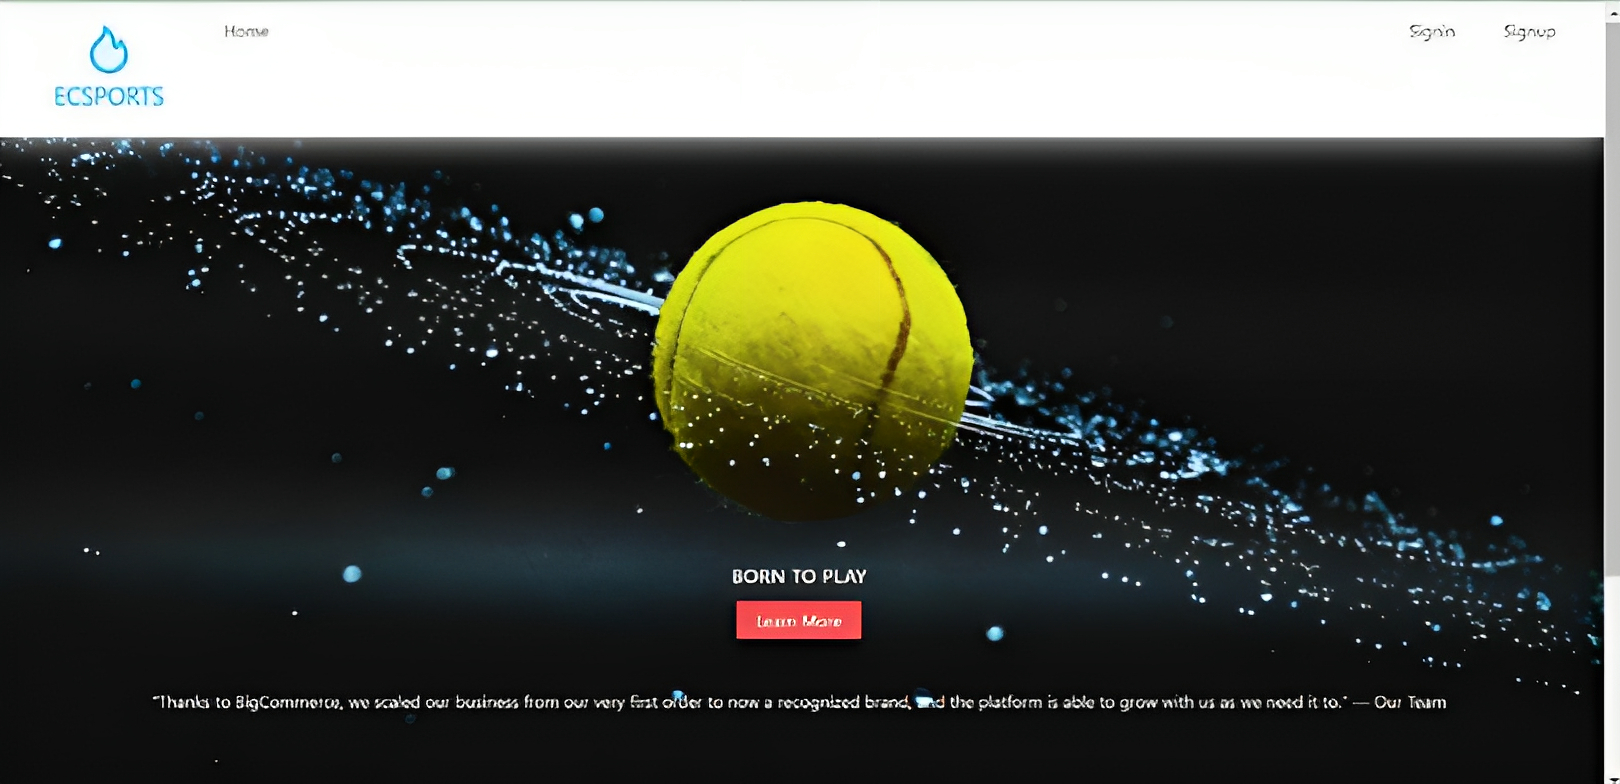 Home
Signin
Signup
ECSPORTS
BORN TO PLAY
Learn More
"Thanks to BigCommerce, we scaled our business from our very first order to now a recognized brand, and the platform is able to grow with us as we need it to." — Our Team